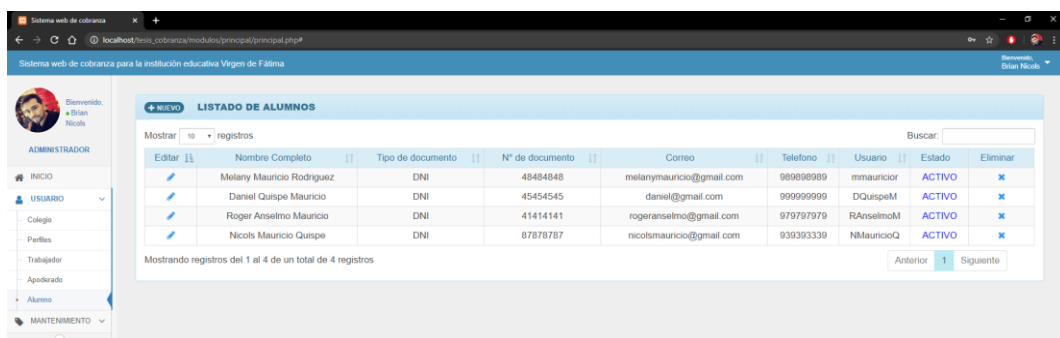 Sistema web de cobranza
localhost/tesis_cobranza/modulos/principal/principal.php#
Sistema web de cobranza para la institución educativa Virgen de Fátima
Bienvenido,
Brian Nicols
Bienvenido,
Brian
Nicols
ADMINISTRADOR
INICIO
USUARIO
Colegio
Perfiles
Trabajador
Apoderado
Alumno
MANTENIMIENTO
+ NUEVO LISTADO DE ALUMNOS
Mostrar 10 registros Buscar:
Editar Nombre Completo Tipo de documento N° de documento Correo Telefono Usuario Estado Eliminar
Melany Mauricio Rodriguez DNI 48484848 melanymauricio@gmail.com 989898989 mmauricior ACTIVO
Daniel Quispe Mauricio DNI 45454545 daniel@gmail.com 999999999 DQuispeM ACTIVO
Roger Anselmo Mauricio DNI 41414141 rogeranselmo@gmail.com 979797979 RAnselmoM ACTIVO
Nicols Mauricio Quispe DNI 87878787 nicolsmauricio@gmail.com 939393339 NMauricioQ ACTIVO
Mostrando registros del 1 al 4 de un total de 4 registros
Anterior 1 Siguiente